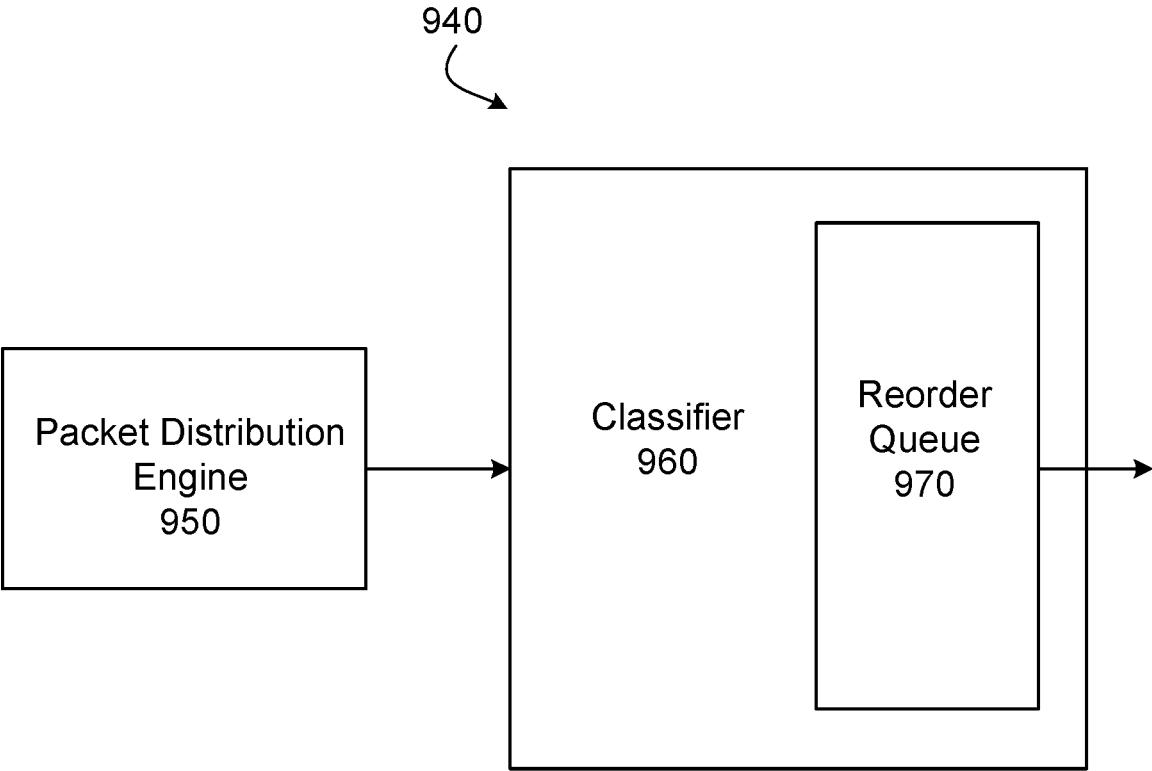 940
Packet Distribution
Engine
950
Classifier
960
Reorder
Queue
970